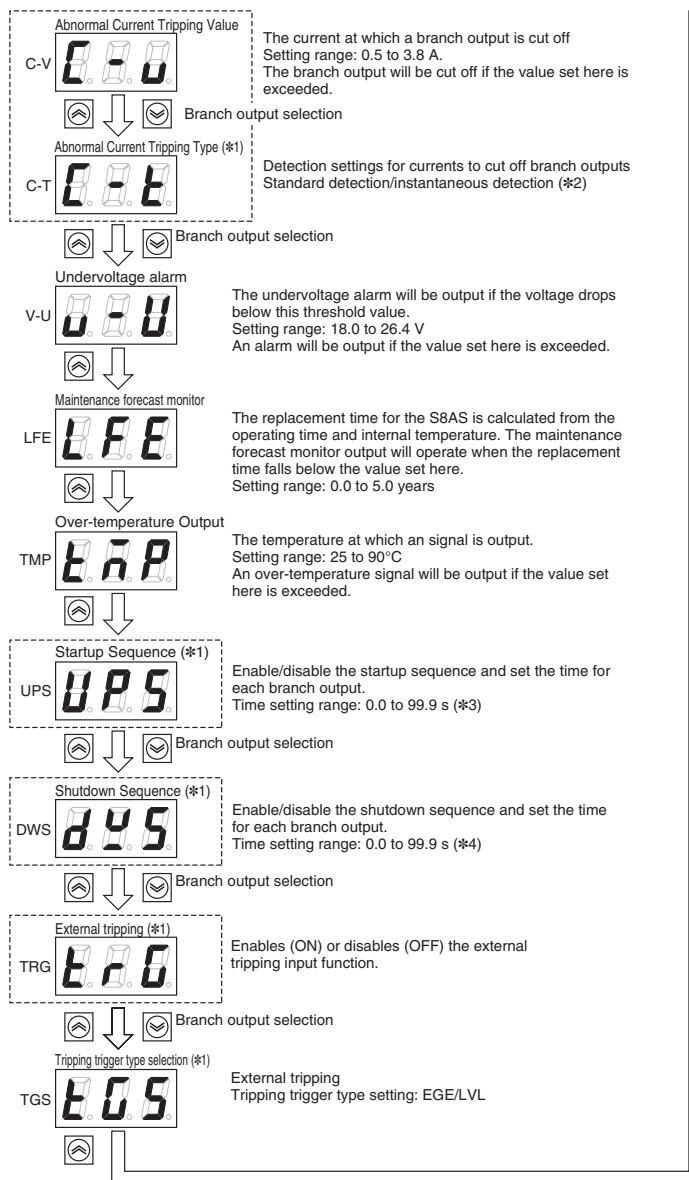 Abnormal Current Tripping Value
C-V
The current at which a branch output is cut off
Setting range: 0.5 to 3.8 A.
The branch output will be cut off if the value set here is
exceeded.
Branch output selection
Abnormal Current Tripping Type (✽1)
C-T
Detection settings for currents to cut off branch outputs
Standard detection/instantaneous detection (✽2)
Branch output selection
Undervoltage alarm
V-U
The undervoltage alarm will be output if the voltage drops
below this threshold value.
Setting range: 18.0 to 26.4 V
An alarm will be output if the value set here is exceeded.
Maintenance forecast monitor
LFE
The replacement time for the S8AS is calculated from the
operating time and internal temperature. The maintenance
forecast monitor output will operate when the replacement
time falls below the value set here.
Setting range: 0.0 to 5.0 years
Over-temperature Output
TMP
The temperature at which an signal is output.
Setting range: 25 to 90°C
An over-temperature signal will be output if the value set
here is exceeded.
Startup Sequence (✽1)
UPS
Enable/disable the startup sequence and set the time for
each branch output.
Time setting range: 0.0 to 99.9 s (✽3)
Branch output selection
Shutdown Sequence (✽1)
DWS
Enable/disable the shutdown sequence and set the time
for each branch output.
Time setting range: 0.0 to 99.9 s (✽4)
Branch output selection
External tripping (✽1)
TRG
Enables (ON) or disables (OFF) the external
tripping input function.
Branch output selection
Tripping trigger type selection (✽1)
TGS
External tripping
Tripping trigger type setting: EGE/LVL